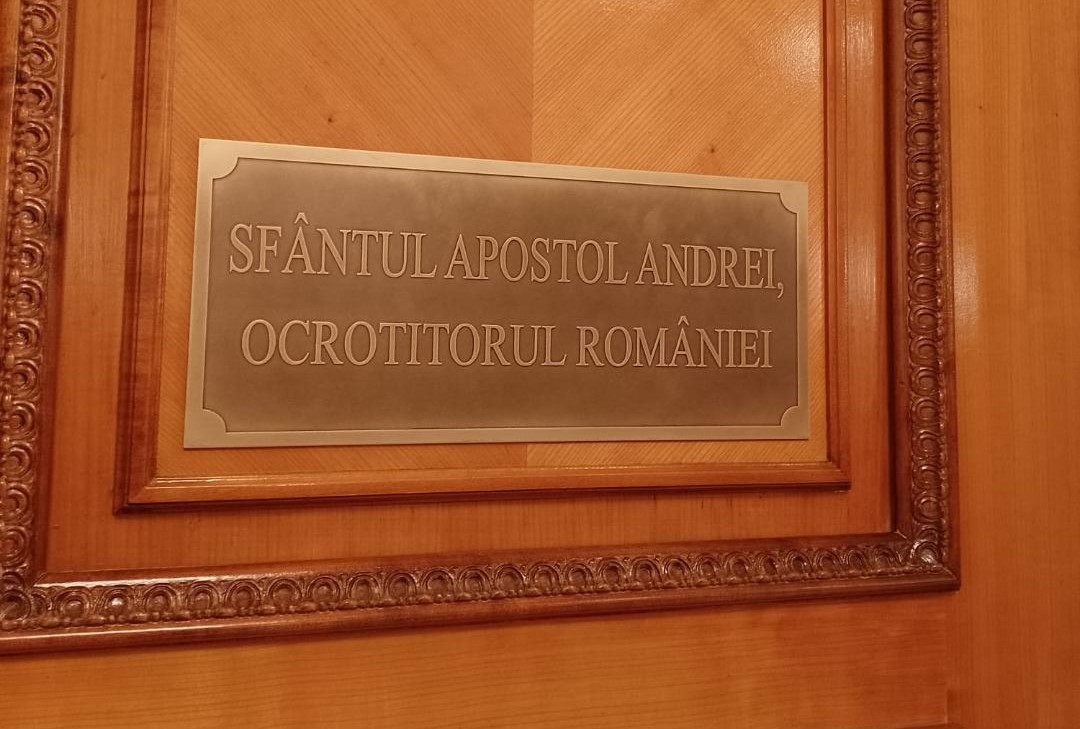 SFÂNTUL APOSTOL ANDREI,
OCROTITORUL ROMÂNIEI